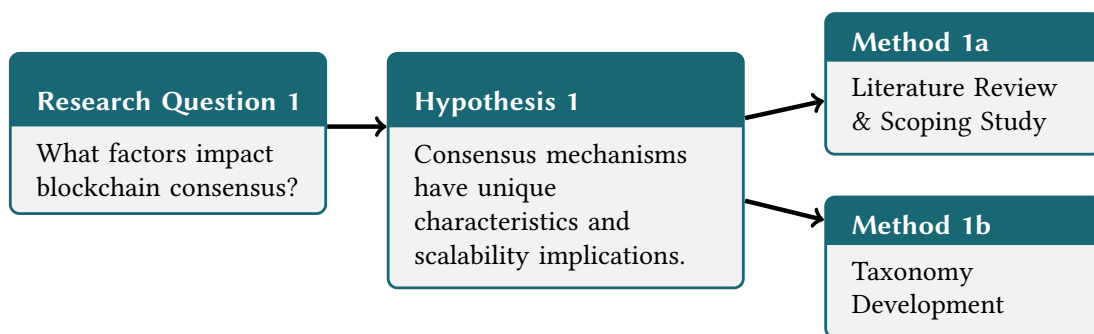 Research Question 1
What factors impact
blockchain consensus?
Hypothesis 1
Consensus mechanisms
have unique
characteristics and
scalability implications.
Method 1a
Literature Review
& Scoping Study
Method 1b
Taxonomy
Development